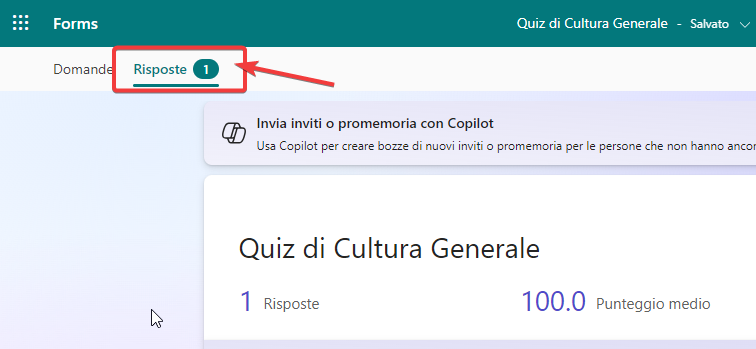 Forms
Quiz di Cultura Generale - Salvato
Domande Risposte 1
Invia inviti o promemoria con Copilot
Usa Copilot per creare bozze di nuovi inviti o promemoria per le persone che non hanno ancor
Quiz di Cultura Generale
1 Risposte 100.0 Punteggio medio